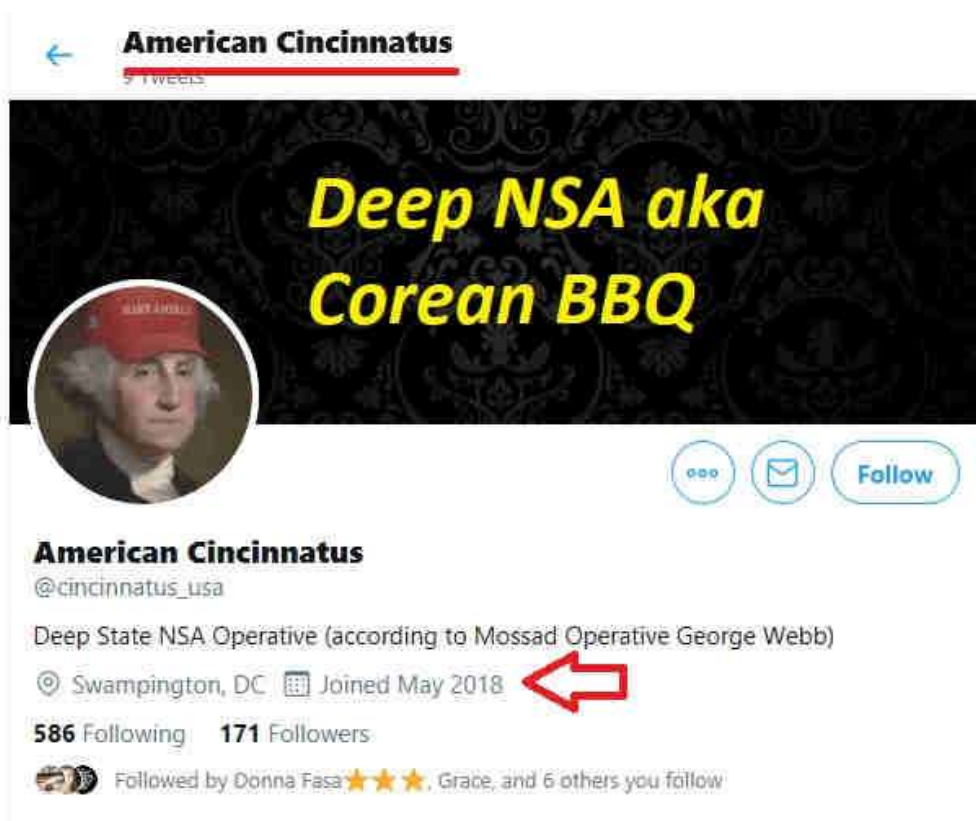 American Cincinnatus
9 Tweets
Deep NSA aka
Corean BBQ
Follow
American Cincinnatus
@cincinnatus_usa
Deep State NSA Operative (according to Mossad Operative George Webb)
Swampington, DC Joined May 2018
586 Following 171 Followers
Followed by Donna Fasa⭐⭐⭐, Grace, and 6 others you follow